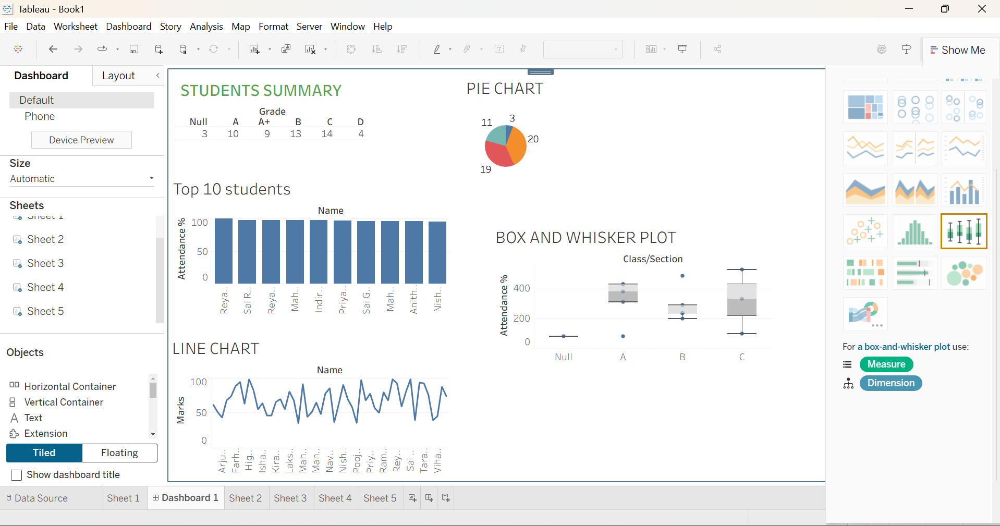 Tableau - Book1
File Data Worksheet Dashboard Story Analysis Map Format Server Window Help
Show Me
Dashboard
Layout
Default
Phone
Device Preview
Size
Automatic
Sheets
Sheet 1
Sheet 2
Sheet 3
Sheet 4
Sheet 5
Objects
Horizontal Container
Vertical Container
Text
Extension
Tiled
Floating
Show dashboard title
STUDENTS SUMMARY
Grade
Null A A+ B C D
3 10 9 13 14 4
PIE CHART
3
11
20
19
Top 10 students
Name
Attendance %
100
50
0
Reya..
Sai R..
Reya..
Mah..
Indir..
Priya..
Sai G..
Mah..
Anith..
Nish..
BOX AND WHISKER PLOT
Class/Section
Attendance %
400
200
0
Null A B C
LINE CHART
Name
Marks
100
50
0
Arju..
Farh..
Hig..
Isha..
Kira..
Laks..
Mah..
Man..
Nav..
Nish..
Pooj..
Priy..
Ram..
Rey..
Sai ..
Tara..
Viha..
For a box-and-whisker plot use:
Measure
Dimension
Data Source
Sheet 1
Dashboard 1
Sheet 2
Sheet 3
Sheet 4
Sheet 5